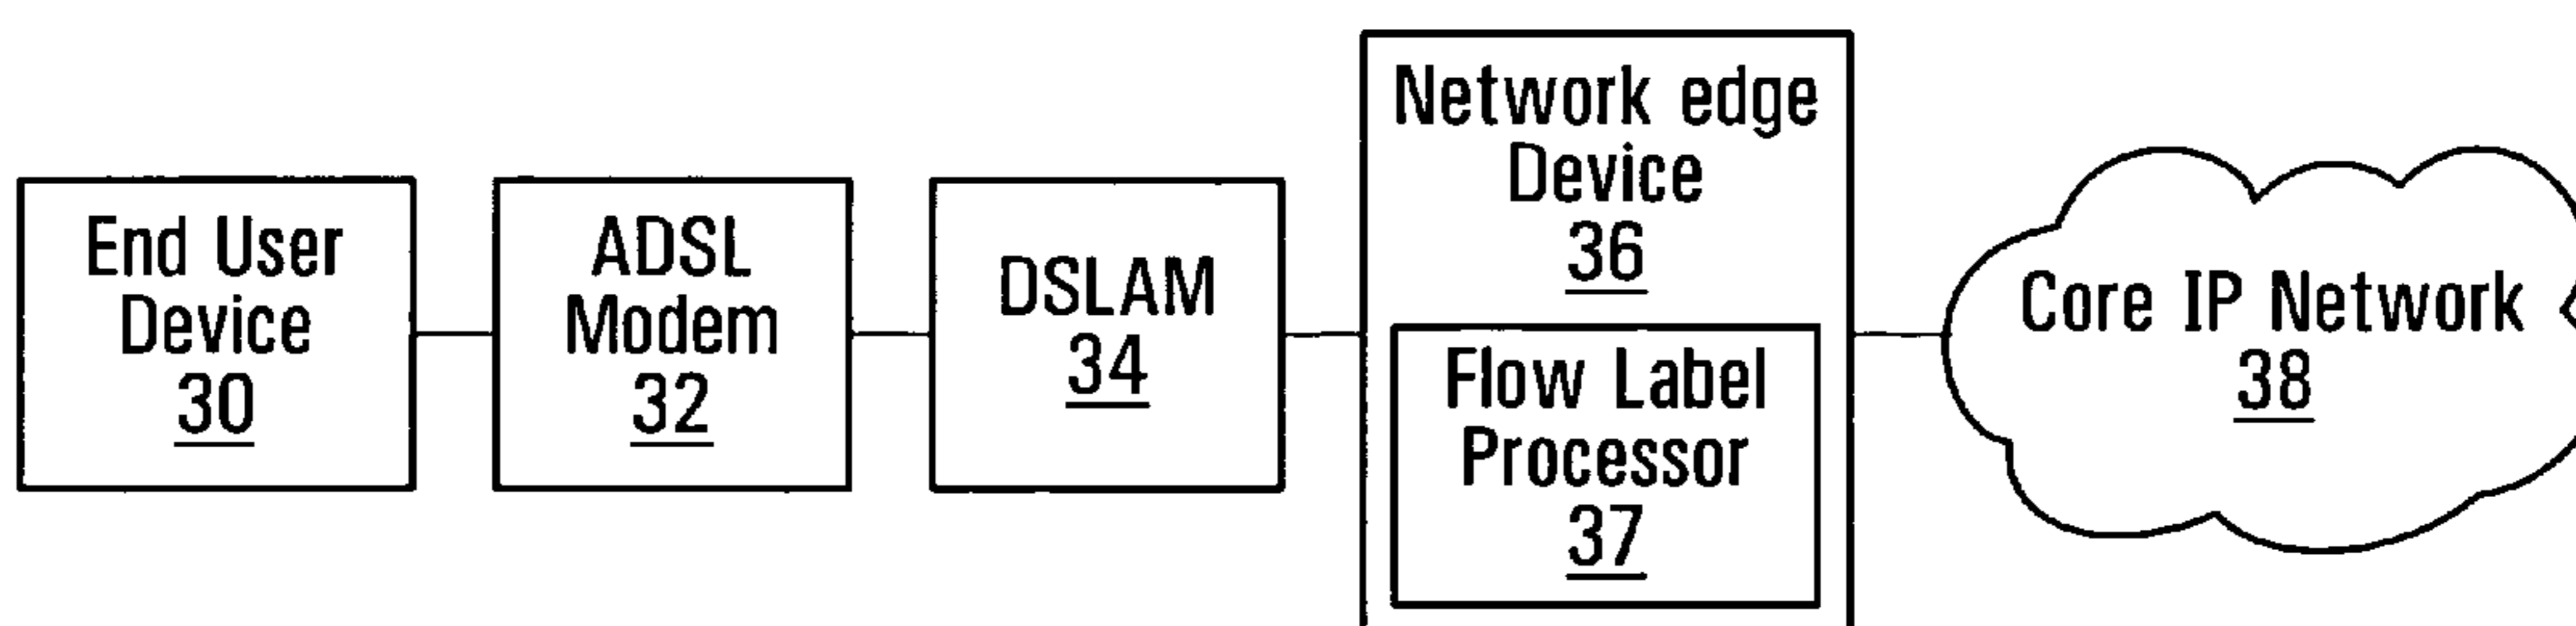 End User
Device
30
ADSL
Modem
32
DSLAM
34
Network edge
Device
36
Flow Label
Processor
37
Core IP Network
38